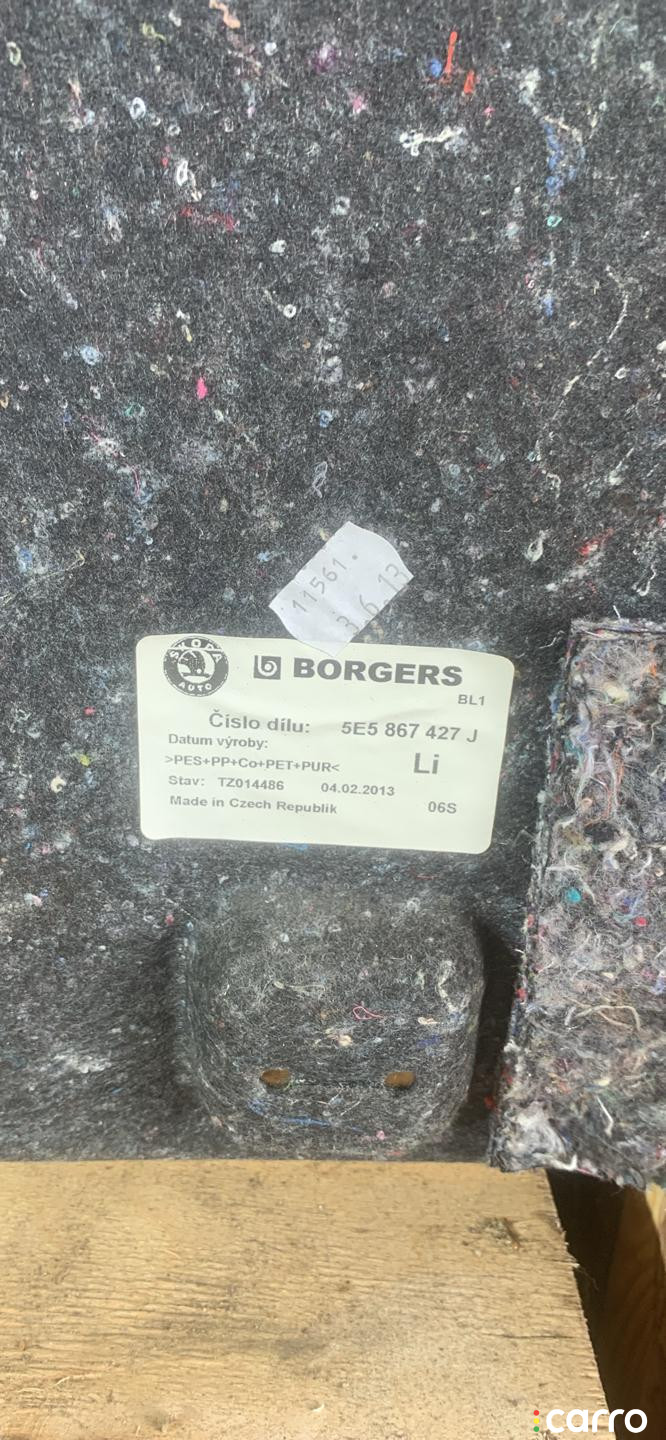 11561.
3.6.13
SKODA
AUTO
BORGERS
BL1
Číslo dílu: 5E5 867 427 J
Datum výroby:
>PES+PP+Co+PET+PUR< Li
Stav: TZ014486 04.02.2013
Made in Czech Republik 06S
carro